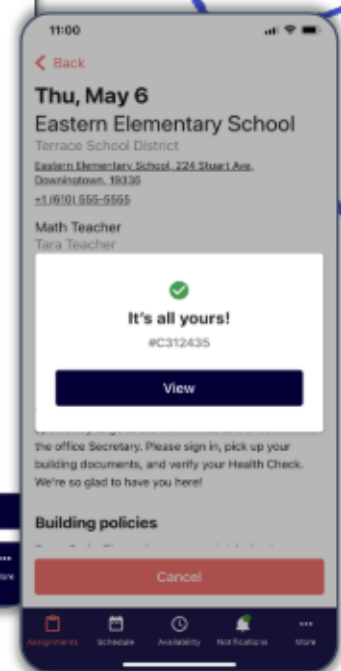 11:00
Back
Thu, May 6
Eastern Elementary School
Terrace School District
Eastern Elementary School, 224 Stuart Ave.
Downingtown, 19335
+1 (610) 555-5555
Math Teacher
Tara Teacher
It's all yours!
#C312435
View
the office Secretary. Please sign in, pick up your
building documents, and verify your Health Check.
We're so glad to have you here!
Building policies
Cancel
Assignments Schedule Availability Notifications More